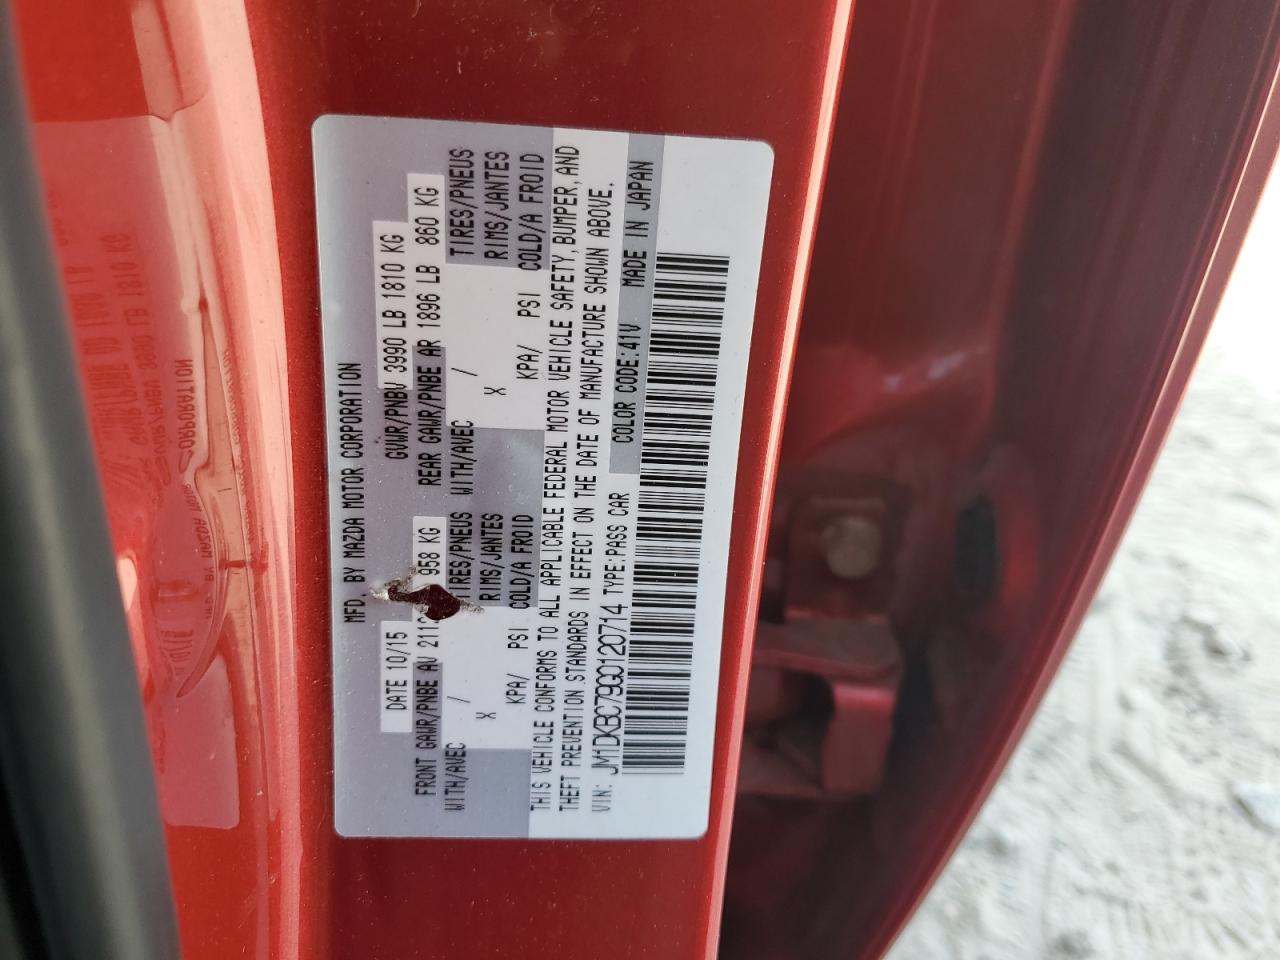 MFD. BY MAZDA MOTOR CORPORATION
DATE 10/15 GVWR/PNBV 3990 LB 1810 KG
FRONT GAWR/PNBE AV 958 KG REAR GAWR/PNBE AR 1896 LB 860 KG
WITH/AVEC / TIRES/PNEUS WITH/AVEC / TIRES/PNEUS
X RIMS/JANTES X RIMS/JANTES
KPA/ PSI COLD/A FROID KPA/ PSI COLD/A FROID
THIS VEHICLE CONFORMS TO ALL APPLICABLE FEDERAL MOTOR VEHICLE SAFETY, BUMPER, AND
THEFT PREVENTION STANDARDS IN EFFECT ON THE DATE OF MANUFACTURE SHOWN ABOVE.
VIN: JM1DKBC79G0120714 TYPE:PASS CAR COLOR CODE:41V MADE IN JAPAN